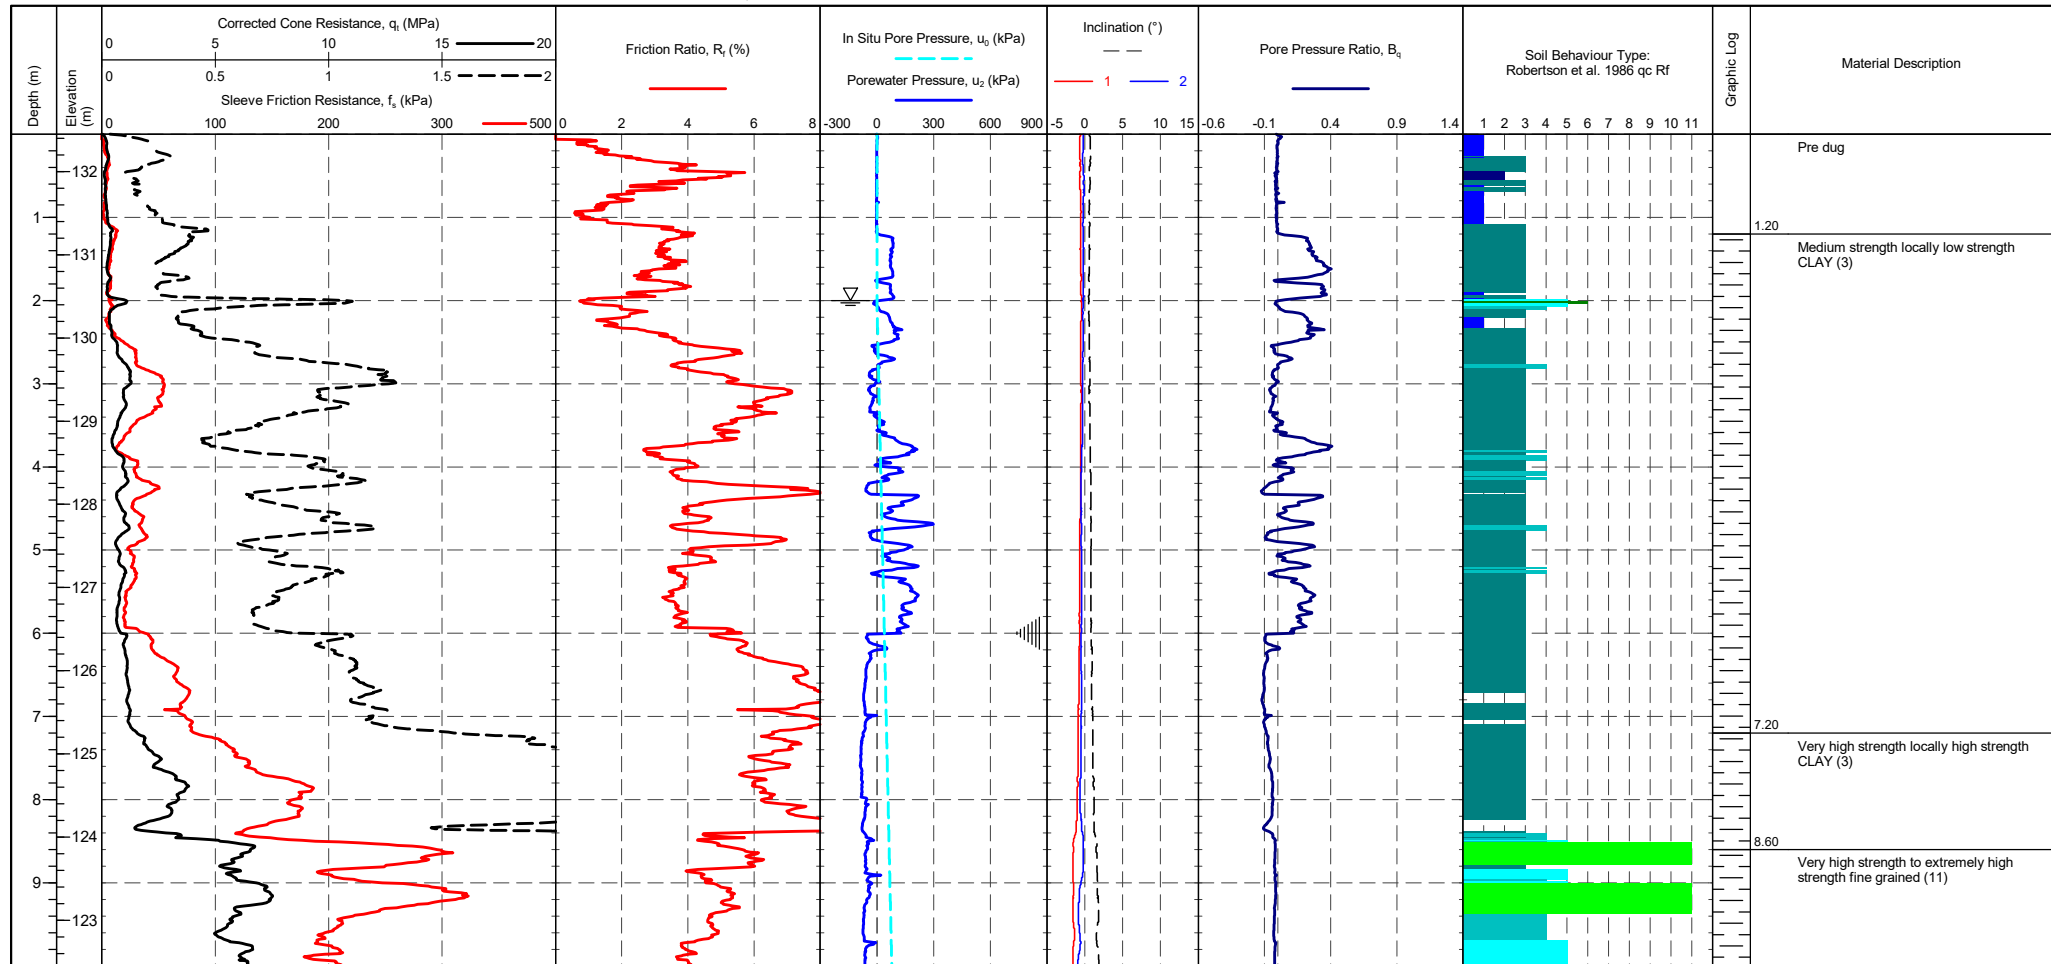 Corrected Cone Resistance, qt (MPa)
0 5 10 15 20
0 0.5 1 1.5 2
Sleeve Friction Resistance, fs (kPa)
0 100 200 300 500
Depth (m)
Elevation (m)
Friction Ratio, Rf (%)
0 2 4 6 8
In Situ Pore Pressure, u0 (kPa)
Porewater Pressure, u2 (kPa)
-300 0 300 600 900
Inclination (°)
1 2
-5 0 5 10 15
Pore Pressure Ratio, Bq
-0.6 -0.1 0.4 0.9 1.4
Soil Behaviour Type:
Robertson et al. 1986 qc Rf
1 2 3 4 5 6 7 8 9 10 11
Graphic Log
Material Description
Pre dug
132
1
1.20
131
Medium strength locally low strength
CLAY (3)
2
130
3
129
4
128
5
127
6
126
7
7.20
125
Very high strength locally high strength
CLAY (3)
8
124
8.60
Very high strength to extremely high
strength fine grained (11)
9
123